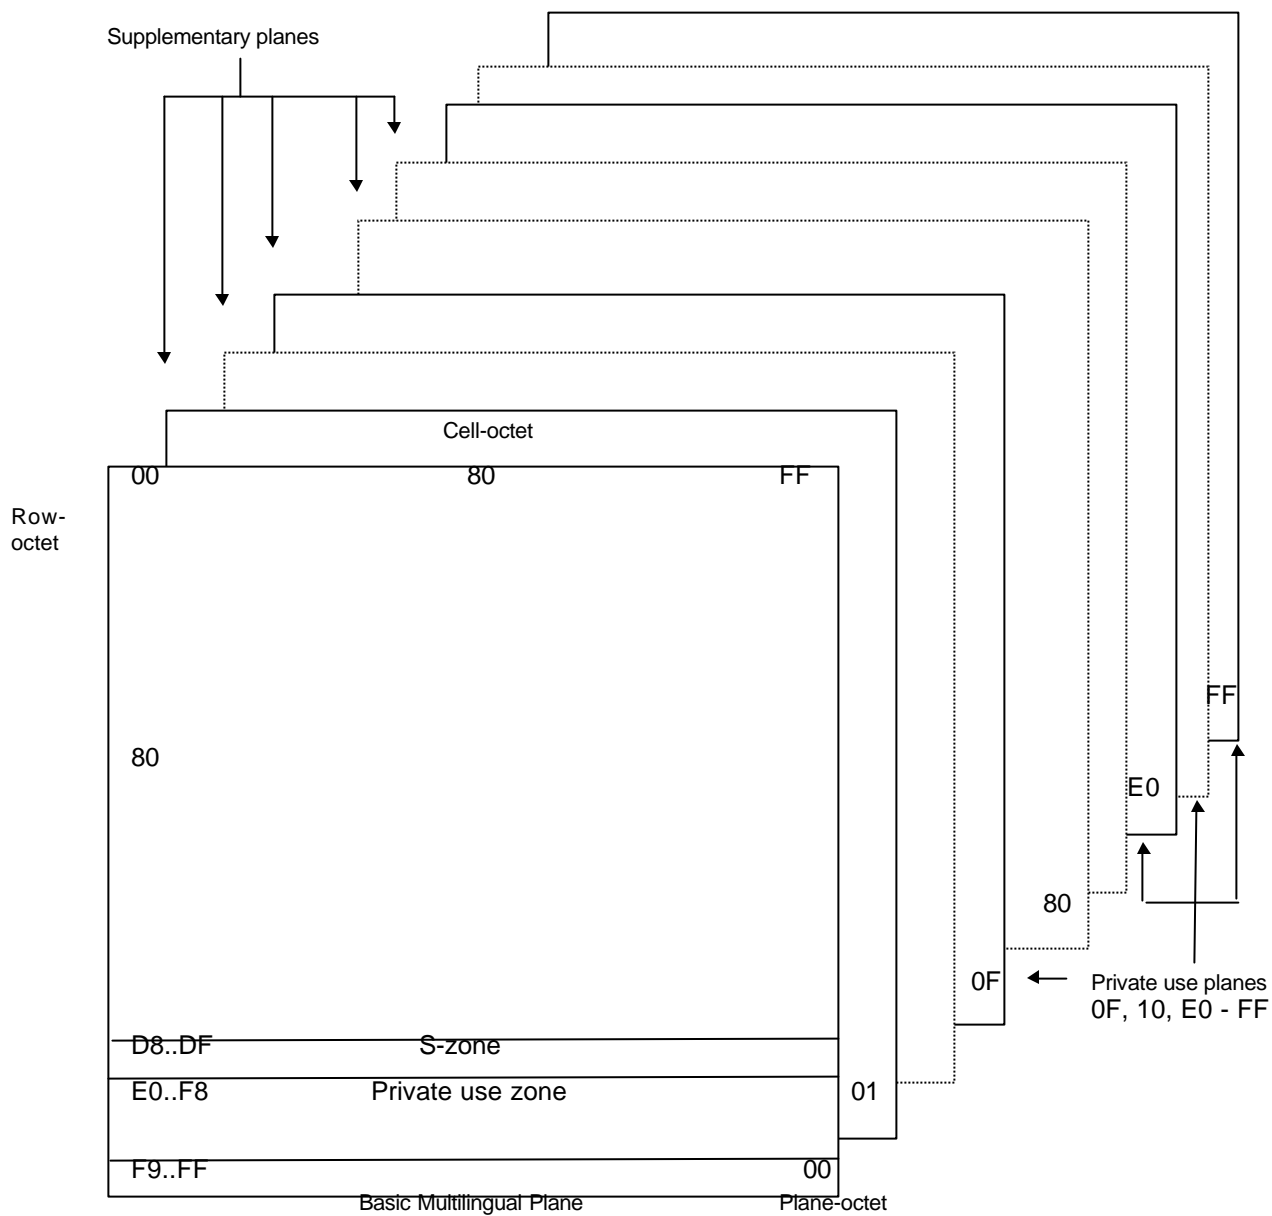 Supplementary planes
Cell-octet
00 80 FF
Row-
octet
FF
80
E0
80
0F
Private use planes
0F, 10, E0 - FF
D8..DF S-zone
E0..F8 Private use zone
01
F9..FF
00
Basic Multilingual Plane
Plane-octet